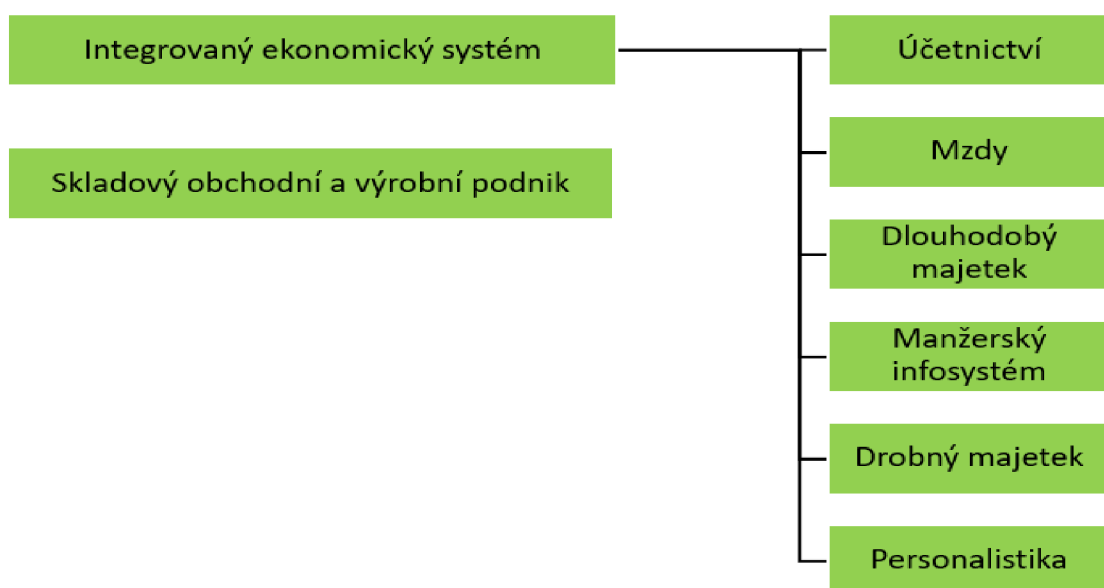 Integrovaný ekonomický systém
Skladový obchodní a výrobní podnik
Účetnictví
Mzdy
Dlouhodobý
majetek
Manžerský
infosystém
Drobný majetek
Personalistika